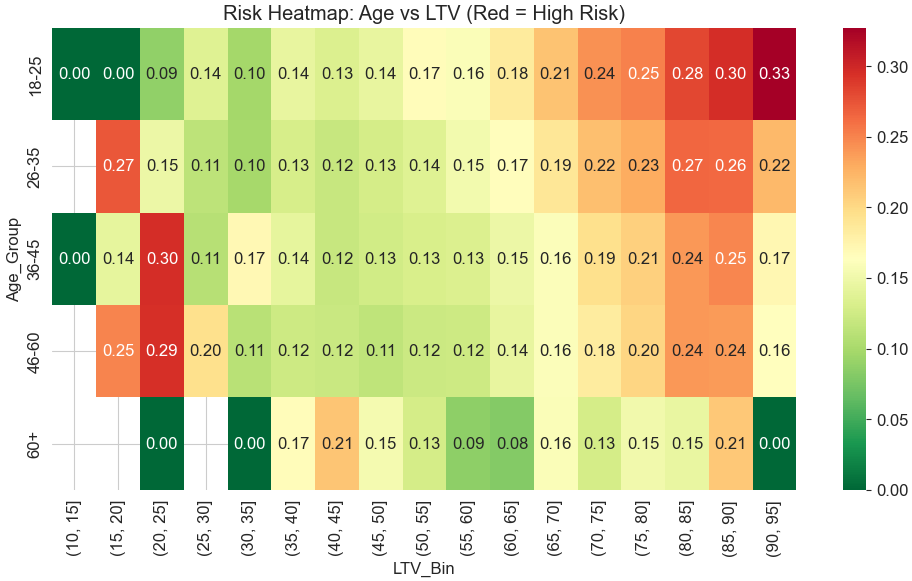 Risk Heatmap: Age vs LTV (Red = High Risk)
Age_Group
18-25
0.00 0.00 0.09 0.14 0.10 0.14 0.13 0.14 0.17 0.16 0.18 0.21 0.24 0.25 0.28 0.30 0.33
26-35
0.27 0.15 0.11 0.10 0.13 0.12 0.13 0.14 0.15 0.17 0.19 0.22 0.23 0.27 0.26 0.22
36-45
0.00 0.14 0.30 0.11 0.17 0.14 0.12 0.13 0.13 0.13 0.15 0.16 0.19 0.21 0.24 0.25 0.17
46-60
0.25 0.29 0.20 0.11 0.12 0.12 0.11 0.12 0.12 0.14 0.16 0.18 0.20 0.24 0.24 0.16
60+
0.00 0.00 0.17 0.21 0.15 0.13 0.09 0.08 0.16 0.13 0.15 0.15 0.21 0.00
(10, 15] (15, 20] (20, 25] (25, 30] (30, 35] (35, 40] (40, 45] (45, 50] (50, 55] (55, 60] (60, 65] (65, 70] (70, 75] (75, 80] (80, 85] (85, 90] (90, 95]
LTV_Bin
0.30
0.25
0.20
0.15
0.10
0.05
0.00